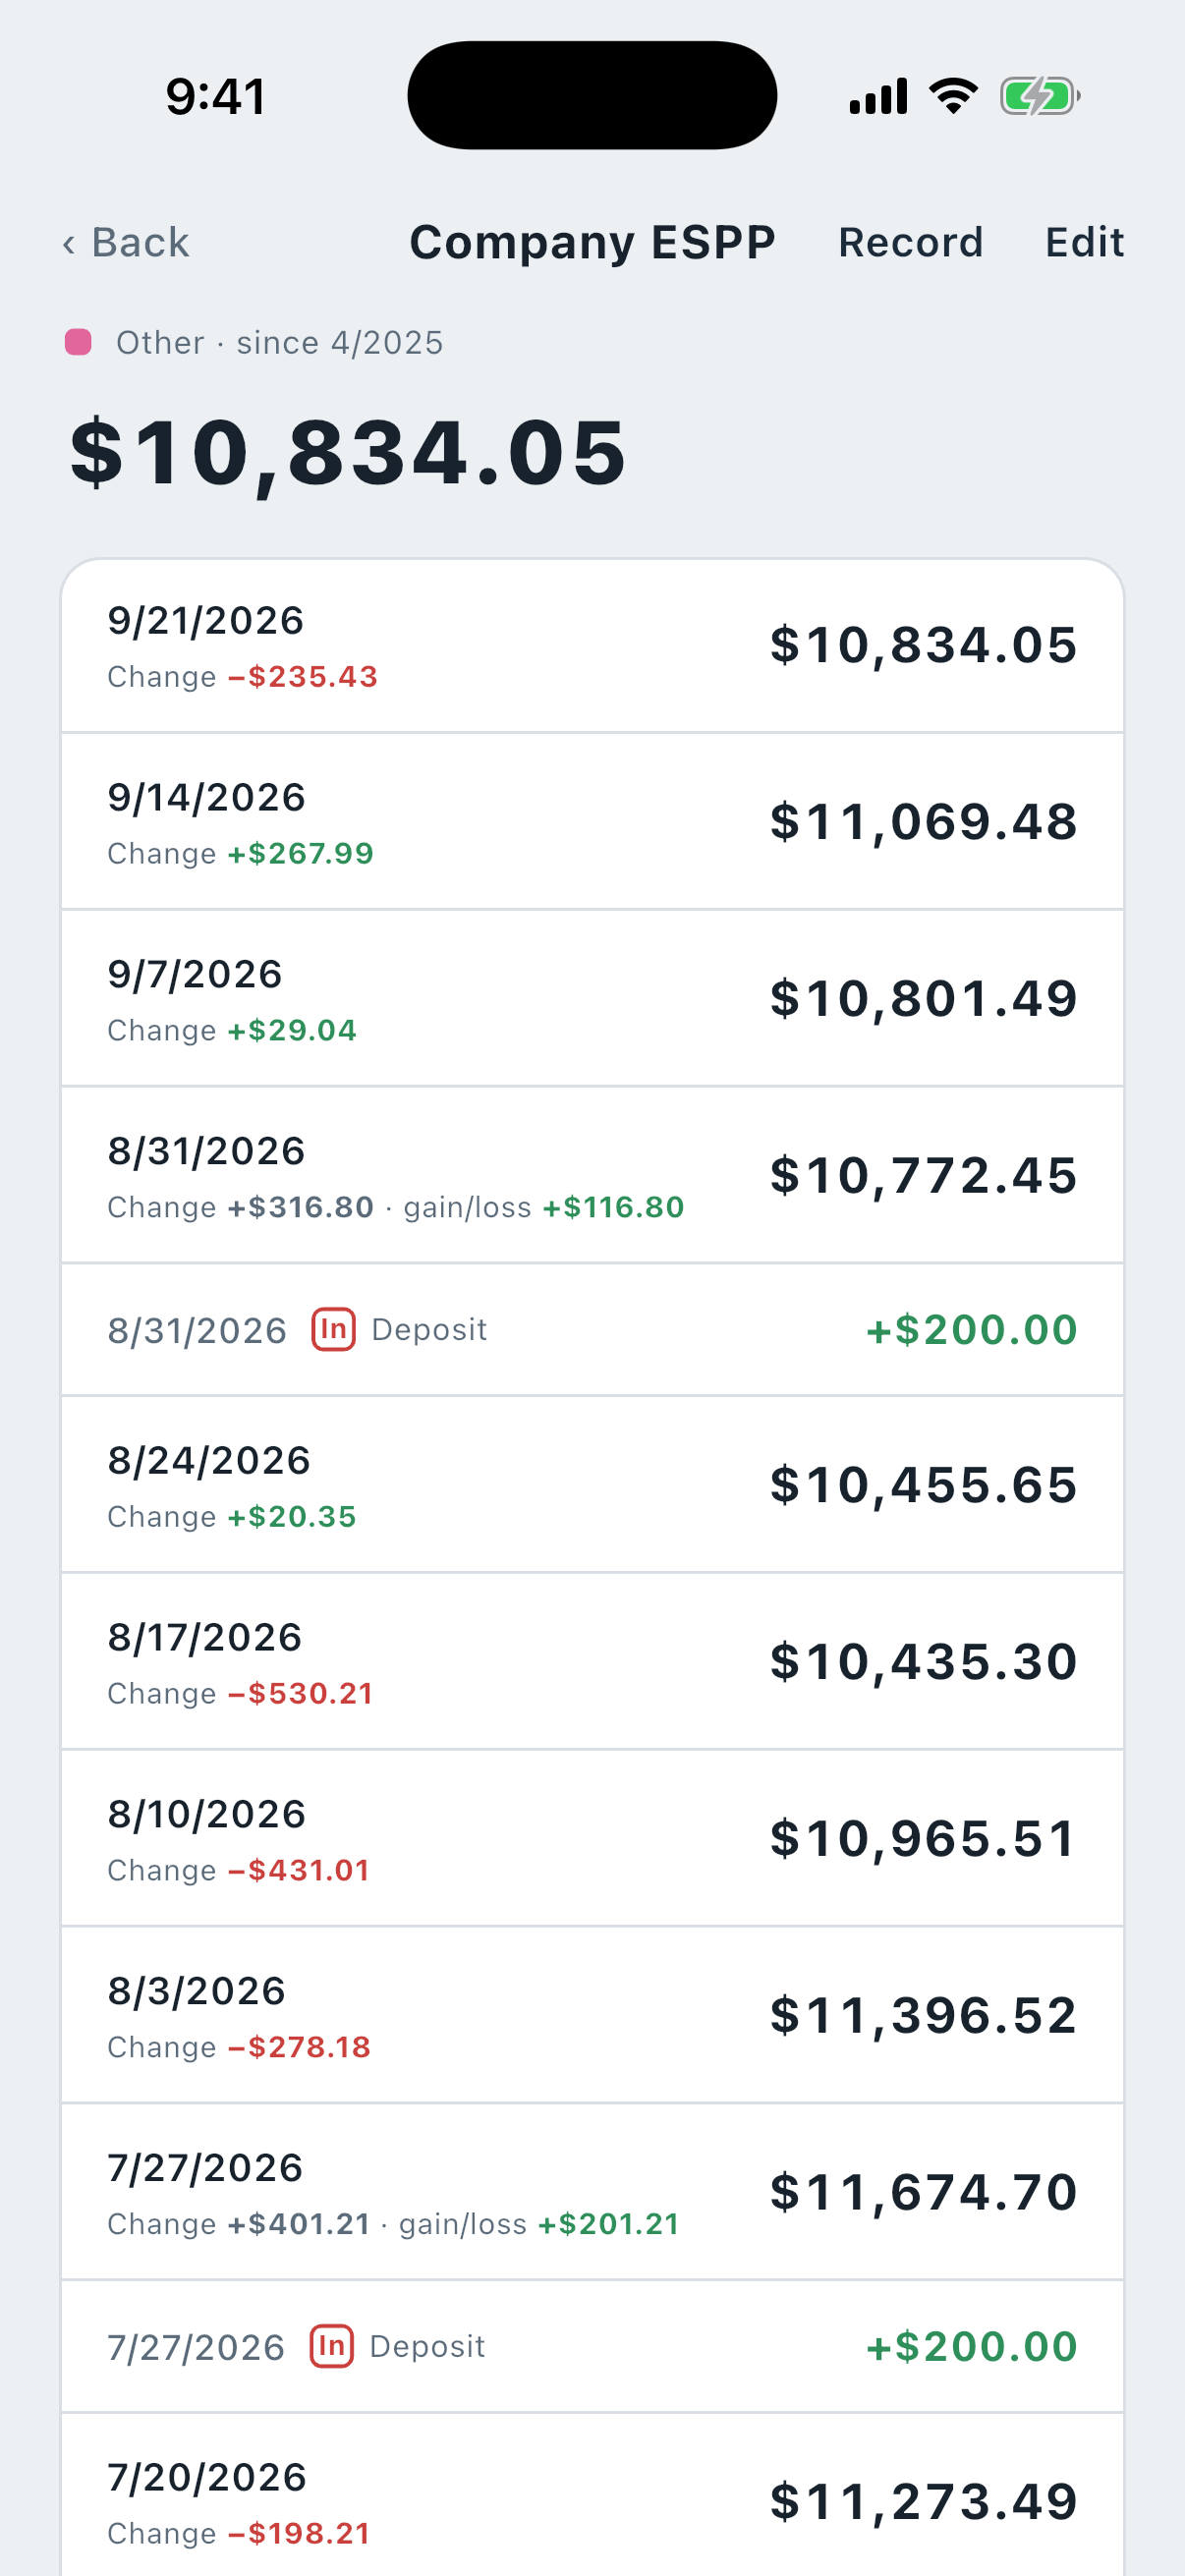 9:41
‹ Back Company ESPP Record Edit
Other · since 4/2025
$10,834.05
9/21/2026
Change −$235.43
$10,834.05
9/14/2026
Change +$267.99
$11,069.48
9/7/2026
Change +$29.04
$10,801.49
8/31/2026
Change +$316.80 · gain/loss +$116.80
$10,772.45
8/31/2026 In Deposit +$200.00
8/24/2026
Change +$20.35
$10,455.65
8/17/2026
Change −$530.21
$10,435.30
8/10/2026
Change −$431.01
$10,965.51
8/3/2026
Change −$278.18
$11,396.52
7/27/2026
Change +$401.21 · gain/loss +$201.21
$11,674.70
7/27/2026 In Deposit +$200.00
7/20/2026
Change −$198.21
$11,273.49